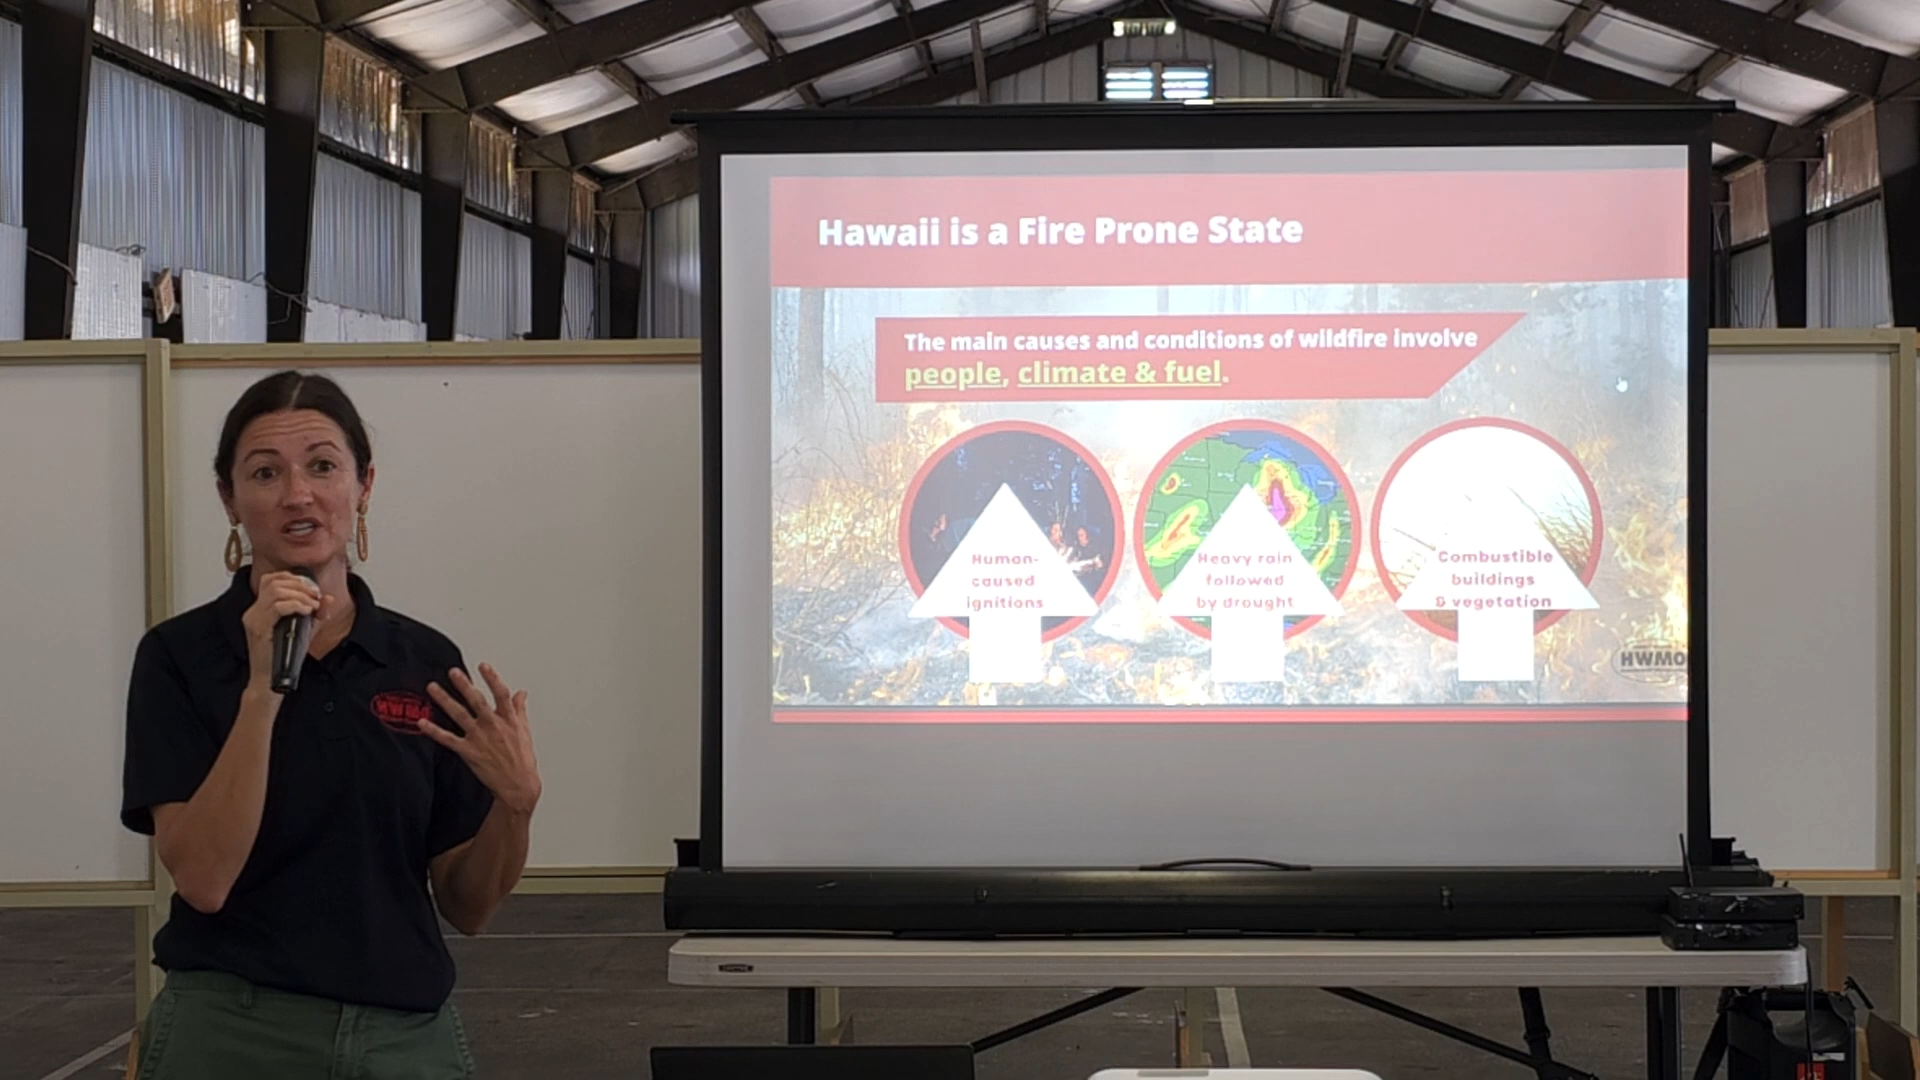 Hawaii is a Fire Prone State
The main causes and conditions of wildfire involve
people, climate & fuel.
Human-
caused
ignitions
Heavy rain
followed
by drought
Combustible
buildings
& vegetation
HWMO
HWMO